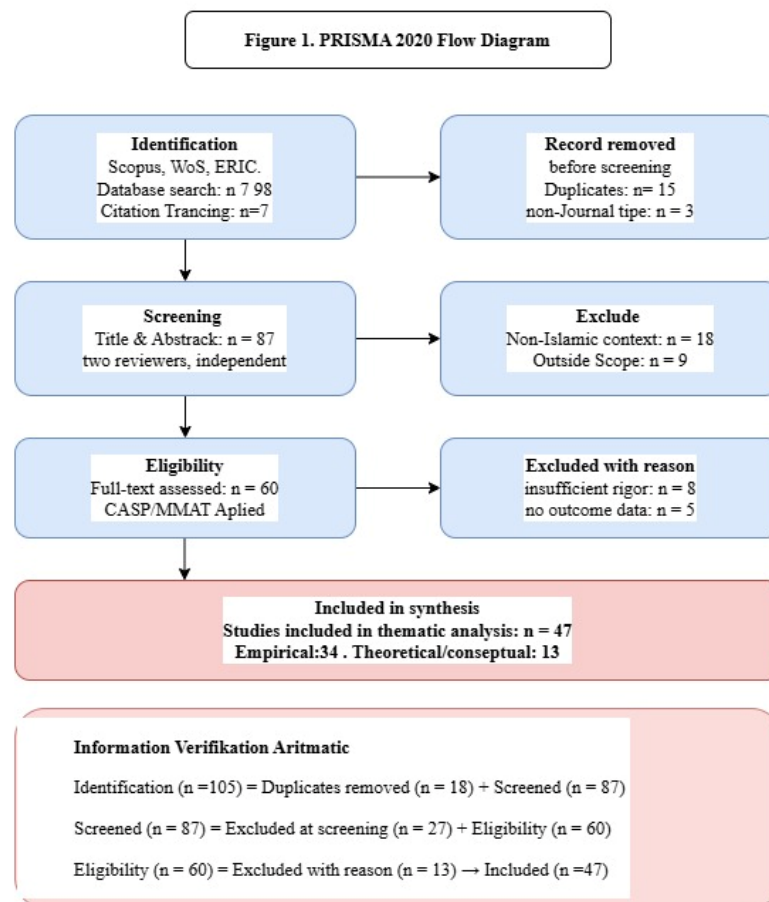 Figure 1. PRISMA 2020 Flow Diagram
Identification
Scopus, WoS, ERIC.
Database search: n 7 98
Citation Trancing: n=7
Record removed
before screening
Duplicates: n= 15
non-Journal tipe: n = 3
Screening
Title & Abstrack: n = 87
two reviewers, independent
Exclude
Non-Islamic context: n = 18
Outside Scope: n = 9
Eligibility
Full-text assessed: n = 60
CASP/MMAT Aplied
Excluded with reason
insufficient rigor: n = 8
no outcome data: n = 5
Included in synthesis
Studies included in thematic analysis: n = 47
Empirical:34 . Theoretical/conseptual: 13
Information Verifikation Aritmatic
Identification (n =105) = Duplicates removed (n = 18) + Screened (n = 87)
Screened (n = 87) = Excluded at screening (n = 27) + Eligibility (n = 60)
Eligibility (n = 60) = Excluded with reason (n = 13) → Included (n =47)